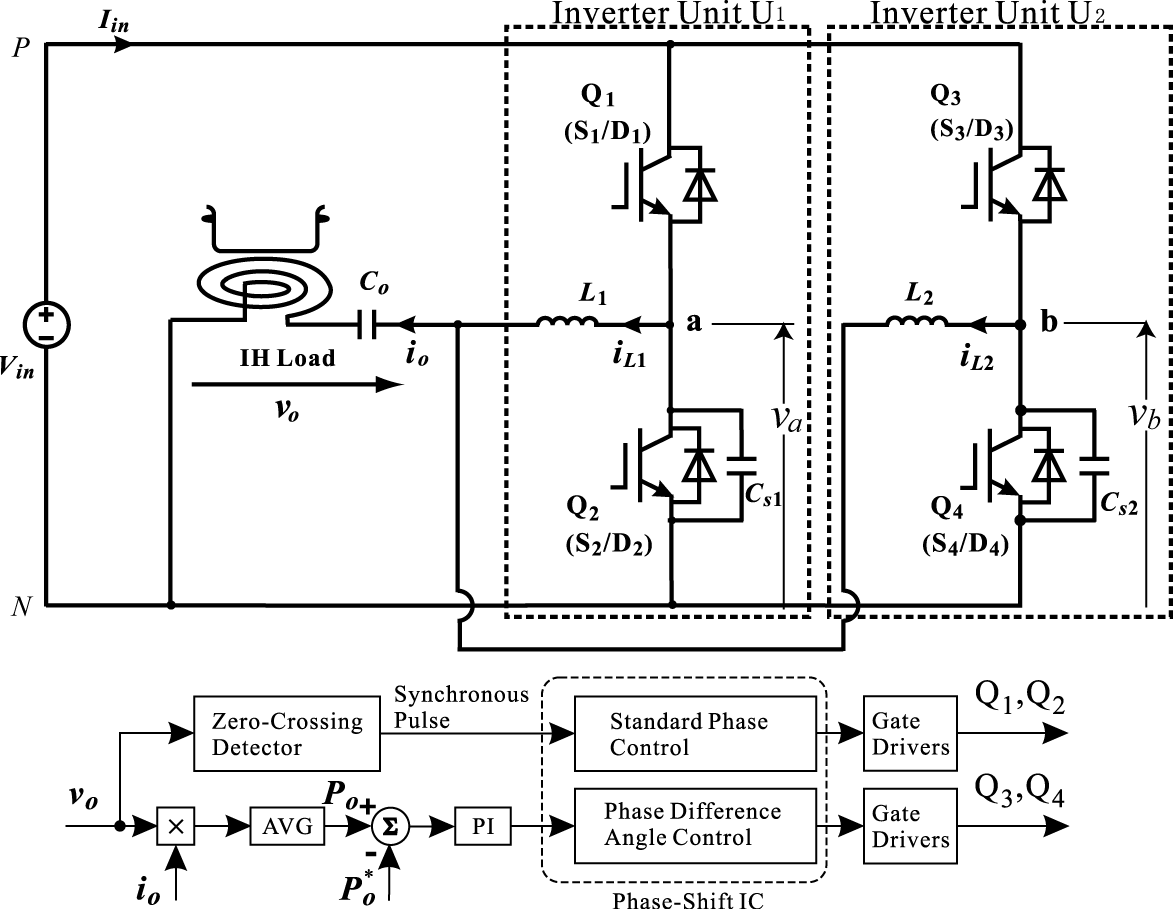 Inverter Unit U1
Inverter Unit U2
P
Iin
Q1
(S1/D1)
Q3
(S3/D3)
Co
L1
a
L2
b
Vin
IH Load
io
iL1
iL2
vo
va
vb
Q2
(S2/D2)
Cs1
Q4
(S4/D4)
Cs2
N
Synchronous
Pulse
Zero-Crossing
Detector
Standard Phase
Control
Gate
Drivers
Q1,Q2
vo
×
AVG
Po
+
Σ
-
PI
Phase Difference
Angle Control
Gate
Drivers
Q3,Q4
io
Po*
Phase-Shift IC